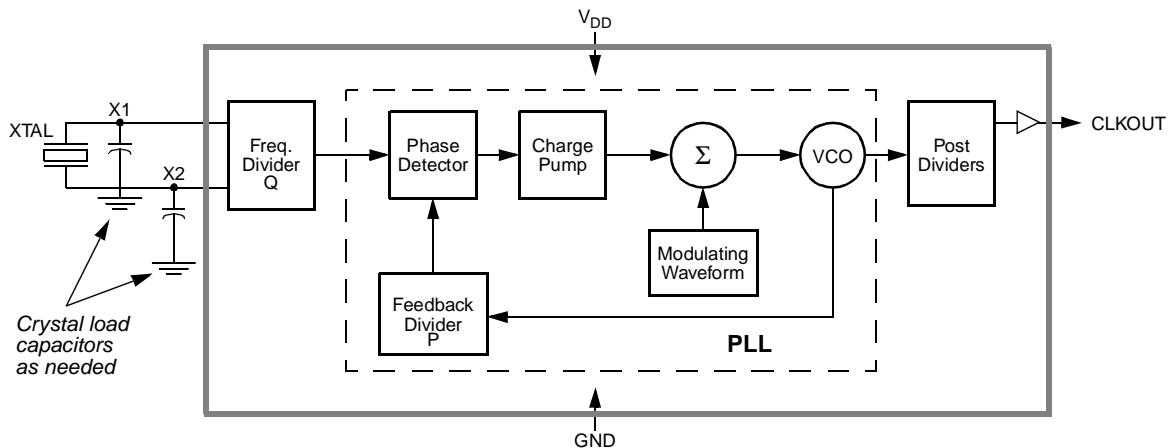 VDD
X1
XTAL
X2
Freq.
Divider
Q
Phase
Detector
Charge
Pump
Σ
VCO
Post
Dividers
CLKOUT
Modulating
Waveform
Feedback
Divider
P
PLL
Crystal load
capacitors
as needed
GND